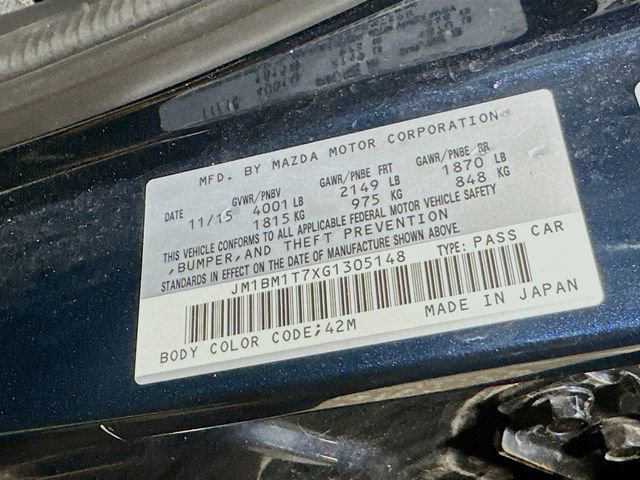 MFD. BY MAZDA MOTOR CORPORATION
DATE GVWR/PNBV GAWR/PNBE FRT GAWR/PNBE RR
11/15 4001 LB 2149 LB 1870 LB
1815 KG 975 KG 848 KG
THIS VEHICLE CONFORMS TO ALL APPLICABLE FEDERAL MOTOR VEHICLE SAFETY
,BUMPER,AND THEFT PREVENTION
STANDARDS IN EFFECT ON THE DATE OF MANUFACTURE SHOWN ABOVE.
JM1BM1T7XG1305148 TYPE: PASS CAR
BODY COLOR CODE;42M MADE IN JAPAN